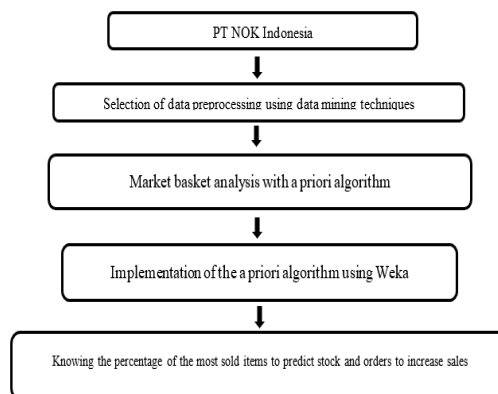 PT NOK Indonesia
Selection of data preprocessing using data mining techniques
Market basket analysis with a priori algorithm
Implementation of the a priori algorithm using Weka
Knowing the percentage of the most sold items to predict stock and orders to increase sales